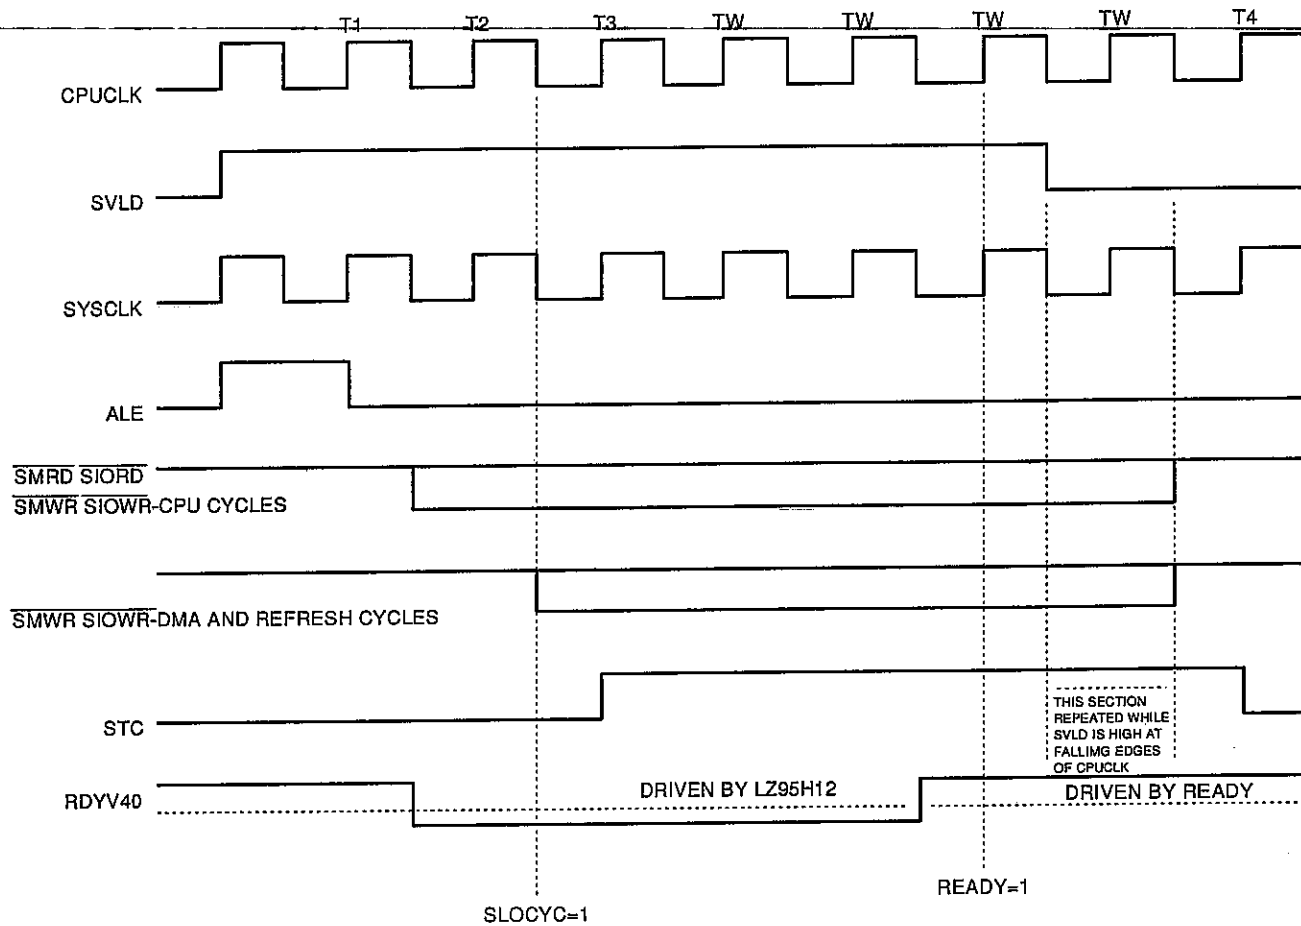 T1 T2 T3 TW TW TW TW T4
CPUCLK
SVLD
SYSCLK
ALE
SMRD SIORD
SMWR SIOWR-CPU CYCLES
SMWR SIOWR-DMA AND REFRESH CYCLES
STC
THIS SECTION
REPEATED WHILE
SVLD IS HIGH AT
FALLIMG EDGES
OF CPUCLK
RDYV40
DRIVEN BY LZ95H12
DRIVEN BY READY
READY=1
SLOCYC=1